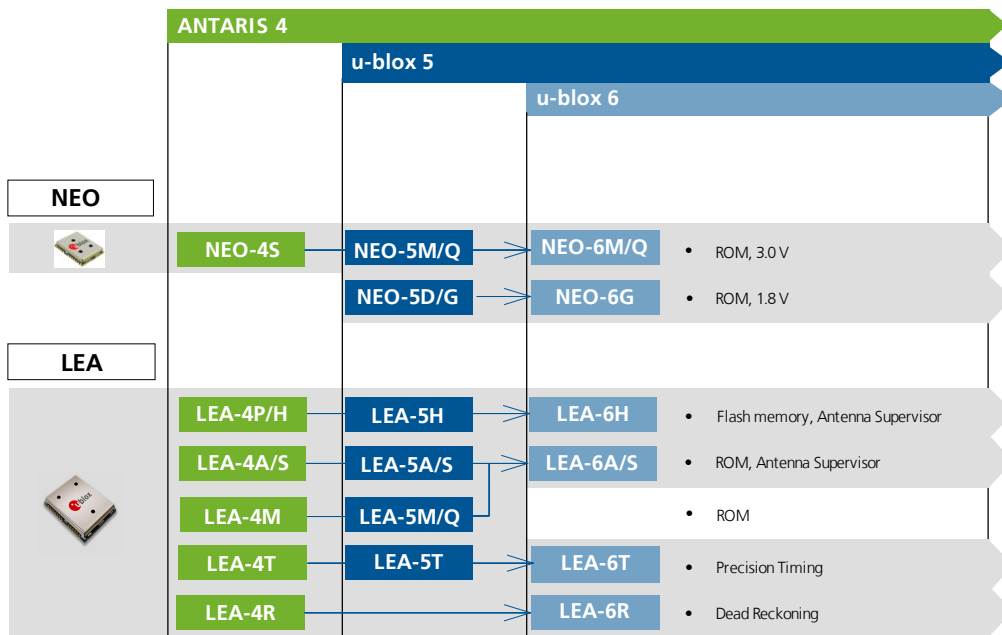 ANTARIS 4
u-blox 5
u-blox 6
NEO
NEO-4S NEO-5M/Q NEO-6M/Q • ROM, 3.0 V
NEO-5D/G NEO-6G • ROM, 1.8 V
LEA
LEA-4P/H LEA-5H LEA-6H • Flash memory, Antenna Supervisor
LEA-4A/S LEA-5A/S LEA-6A/S • ROM, Antenna Supervisor
ublox
LEA-4M LEA-5M/Q • ROM
LEA-4T LEA-5T LEA-6T • Precision Timing
LEA-4R LEA-6R • Dead Reckoning